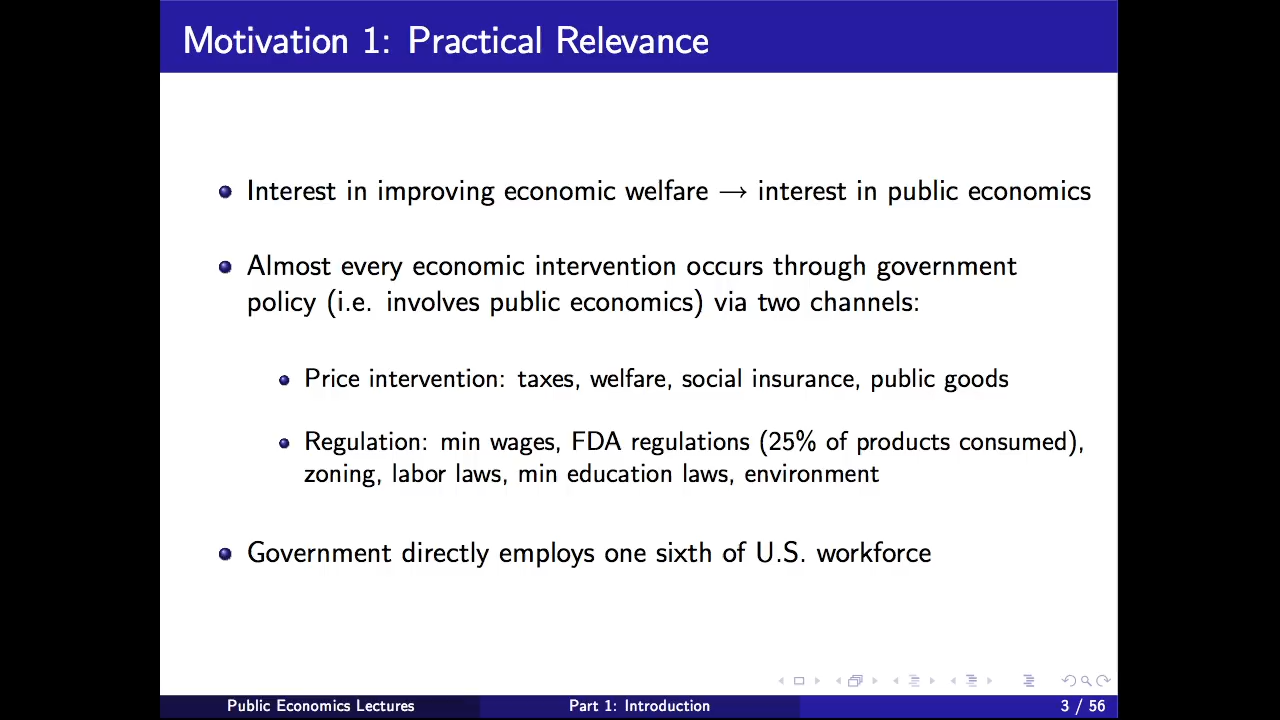 Motivation 1: Practical Relevance
Interest in improving economic welfare → interest in public economics
Almost every economic intervention occurs through government
policy (i.e. involves public economics) via two channels:
Price intervention: taxes, welfare, social insurance, public goods
Regulation: min wages, FDA regulations (25% of products consumed),
zoning, labor laws, min education laws, environment
Government directly employs one sixth of U.S. workforce
Public Economics Lectures
Part 1: Introduction
3 / 56